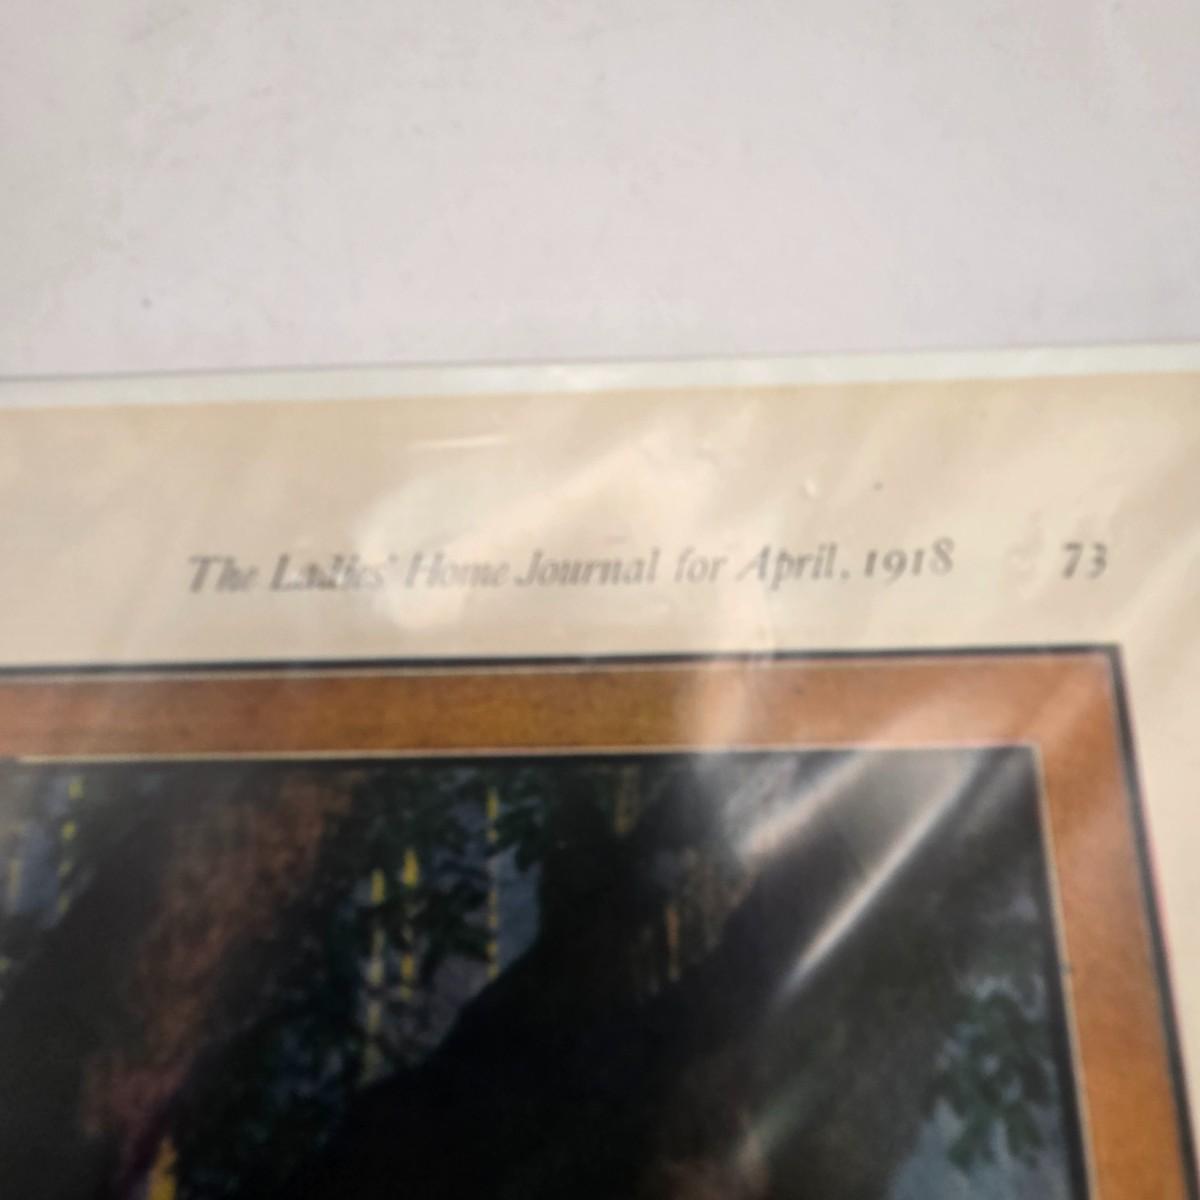 The Ladies' Home Journal for April, 1918 73